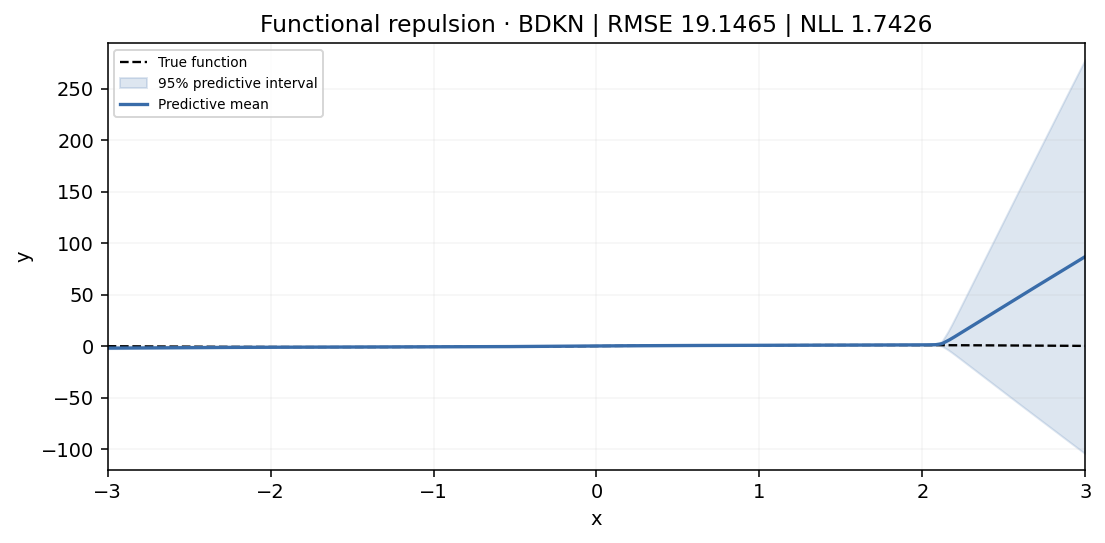 Functional repulsion · BDKN | RMSE 19.1465 | NLL 1.7426
True function
95% predictive interval
Predictive mean
y
250
200
150
100
50
0
−50
−100
−3 −2 −1 0 1 2 3
x